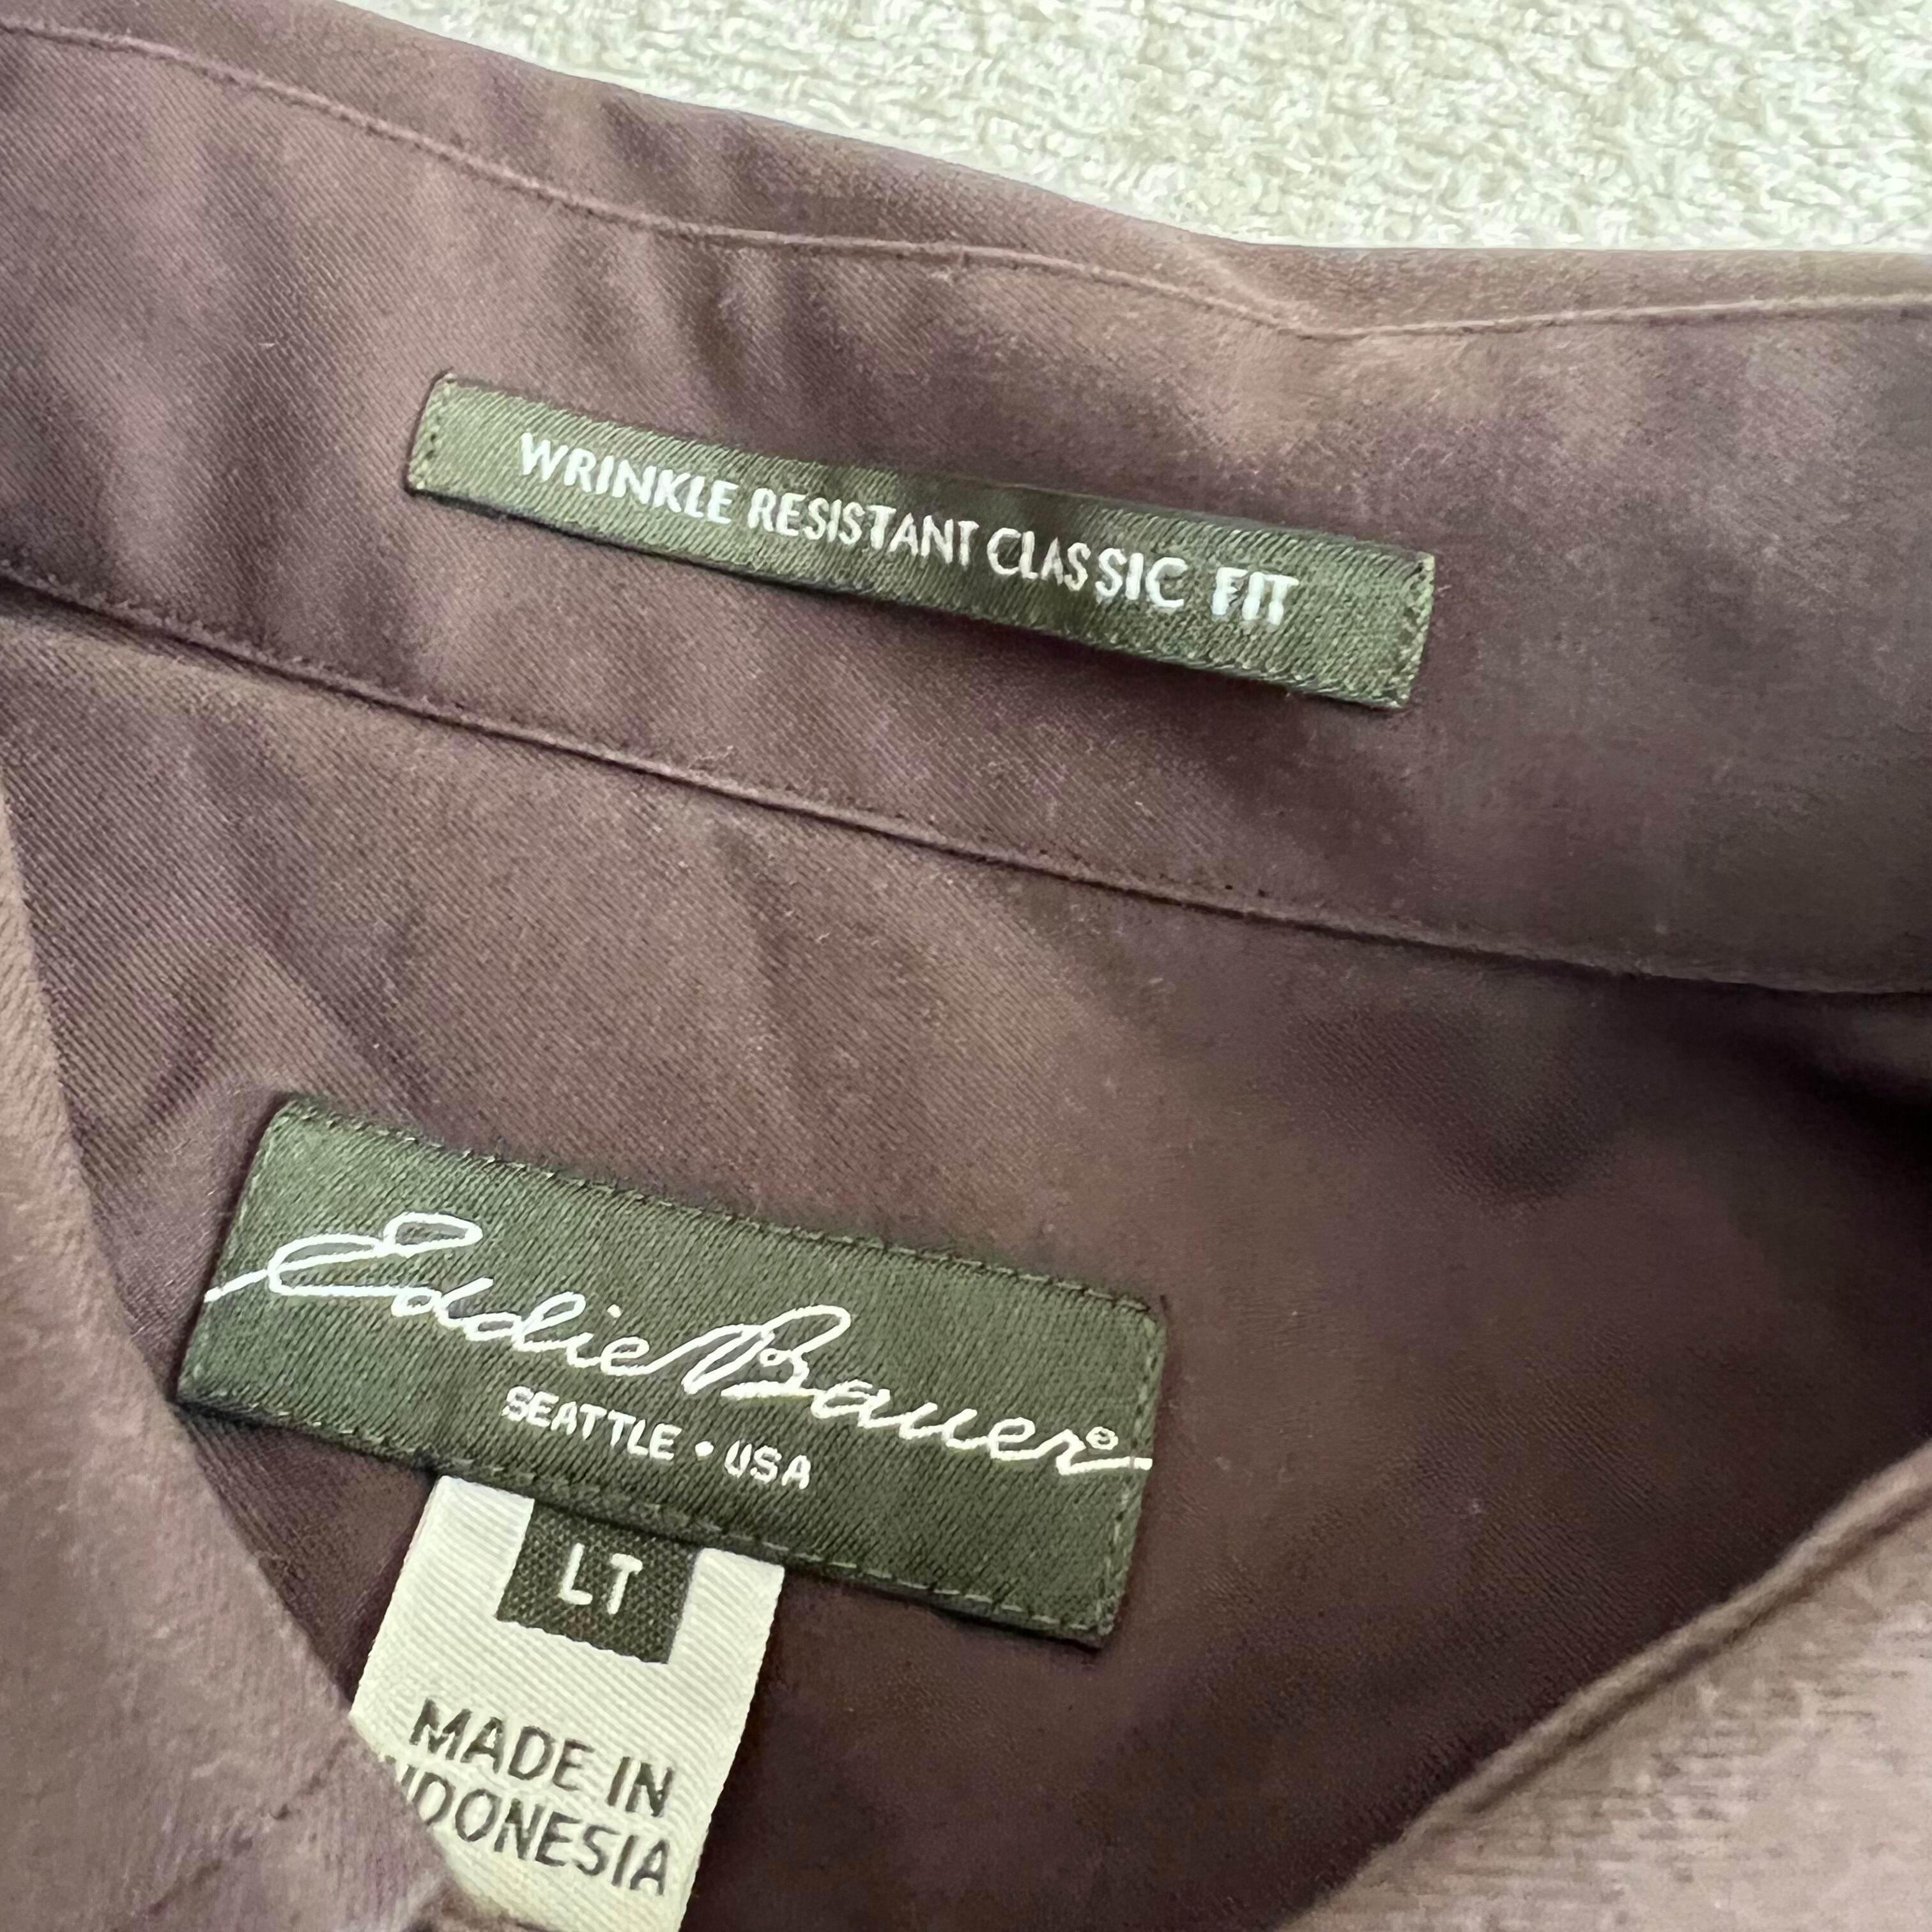 WRINKLE RESISTANT CLASSIC FIT
Eddie Bauer®
SEATTLE • USA
LT
MADE IN
NDONESIA